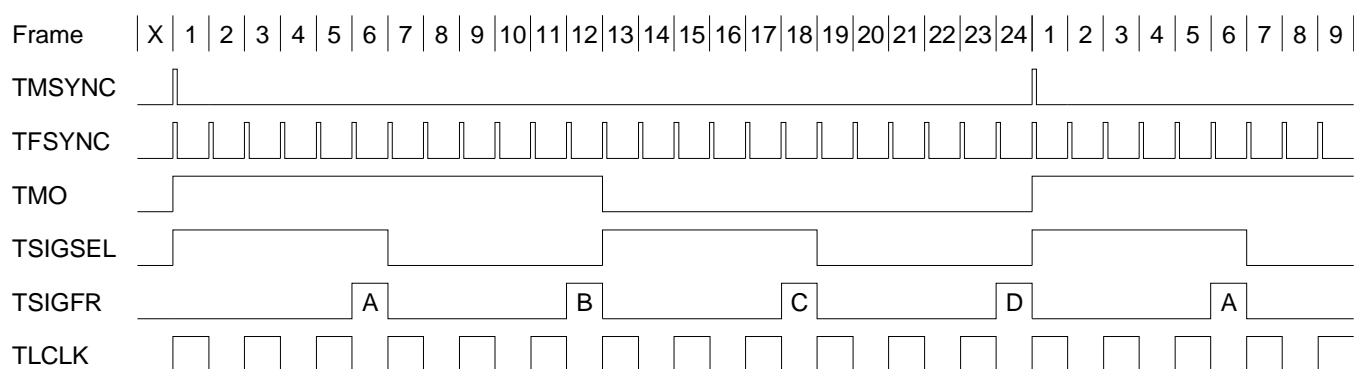 Frame X 1 2 3 4 5 6 7 8 9 10 11 12 13 14 15 16 17 18 19 20 21 22 23 24 1 2 3 4 5 6 7 8 9
TMSYNC
TFSYNC
TMO
TSIGSEL
TSIGFR A B C D A
TLCLK